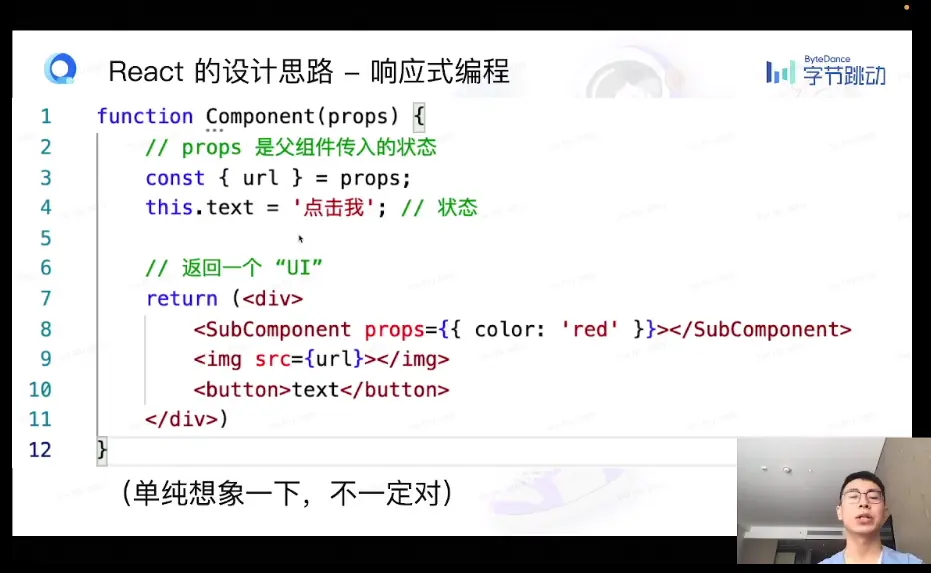 React 的设计思路 – 响应式编程
ByteDance
字节跳动
1 function Component(props) {
2 // props 是父组件传入的状态
3 const { url } = props;
4 this.text = '点击我'; // 状态
5
6 // 返回一个 “UI”
7 return (<div>
8 <SubComponent props={{ color: 'red' }}></SubComponent>
9 <img src={url}></img>
10 <button>text</button>
11 </div>)
12 }
（单纯想象一下，不一定对）